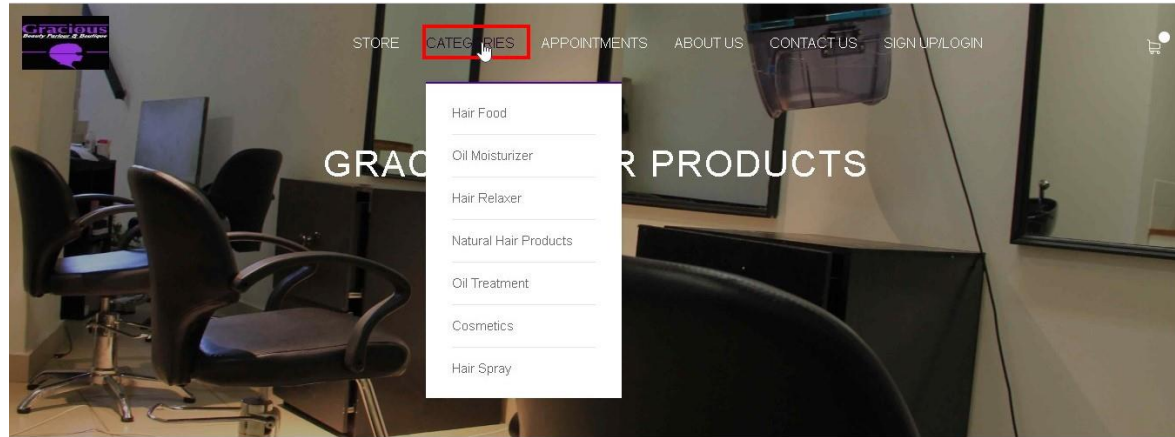 Gracious
Beauty Parlour & Boutique
STORE CATEGORIES APPOINTMENTS ABOUT US CONTACT US SIGN UP/LOGIN
Hair Food
Oil Moisturizer
GRAC R PRODUCTS
Hair Relaxer
Natural Hair Products
Oil Treatment
Cosmetics
Hair Spray